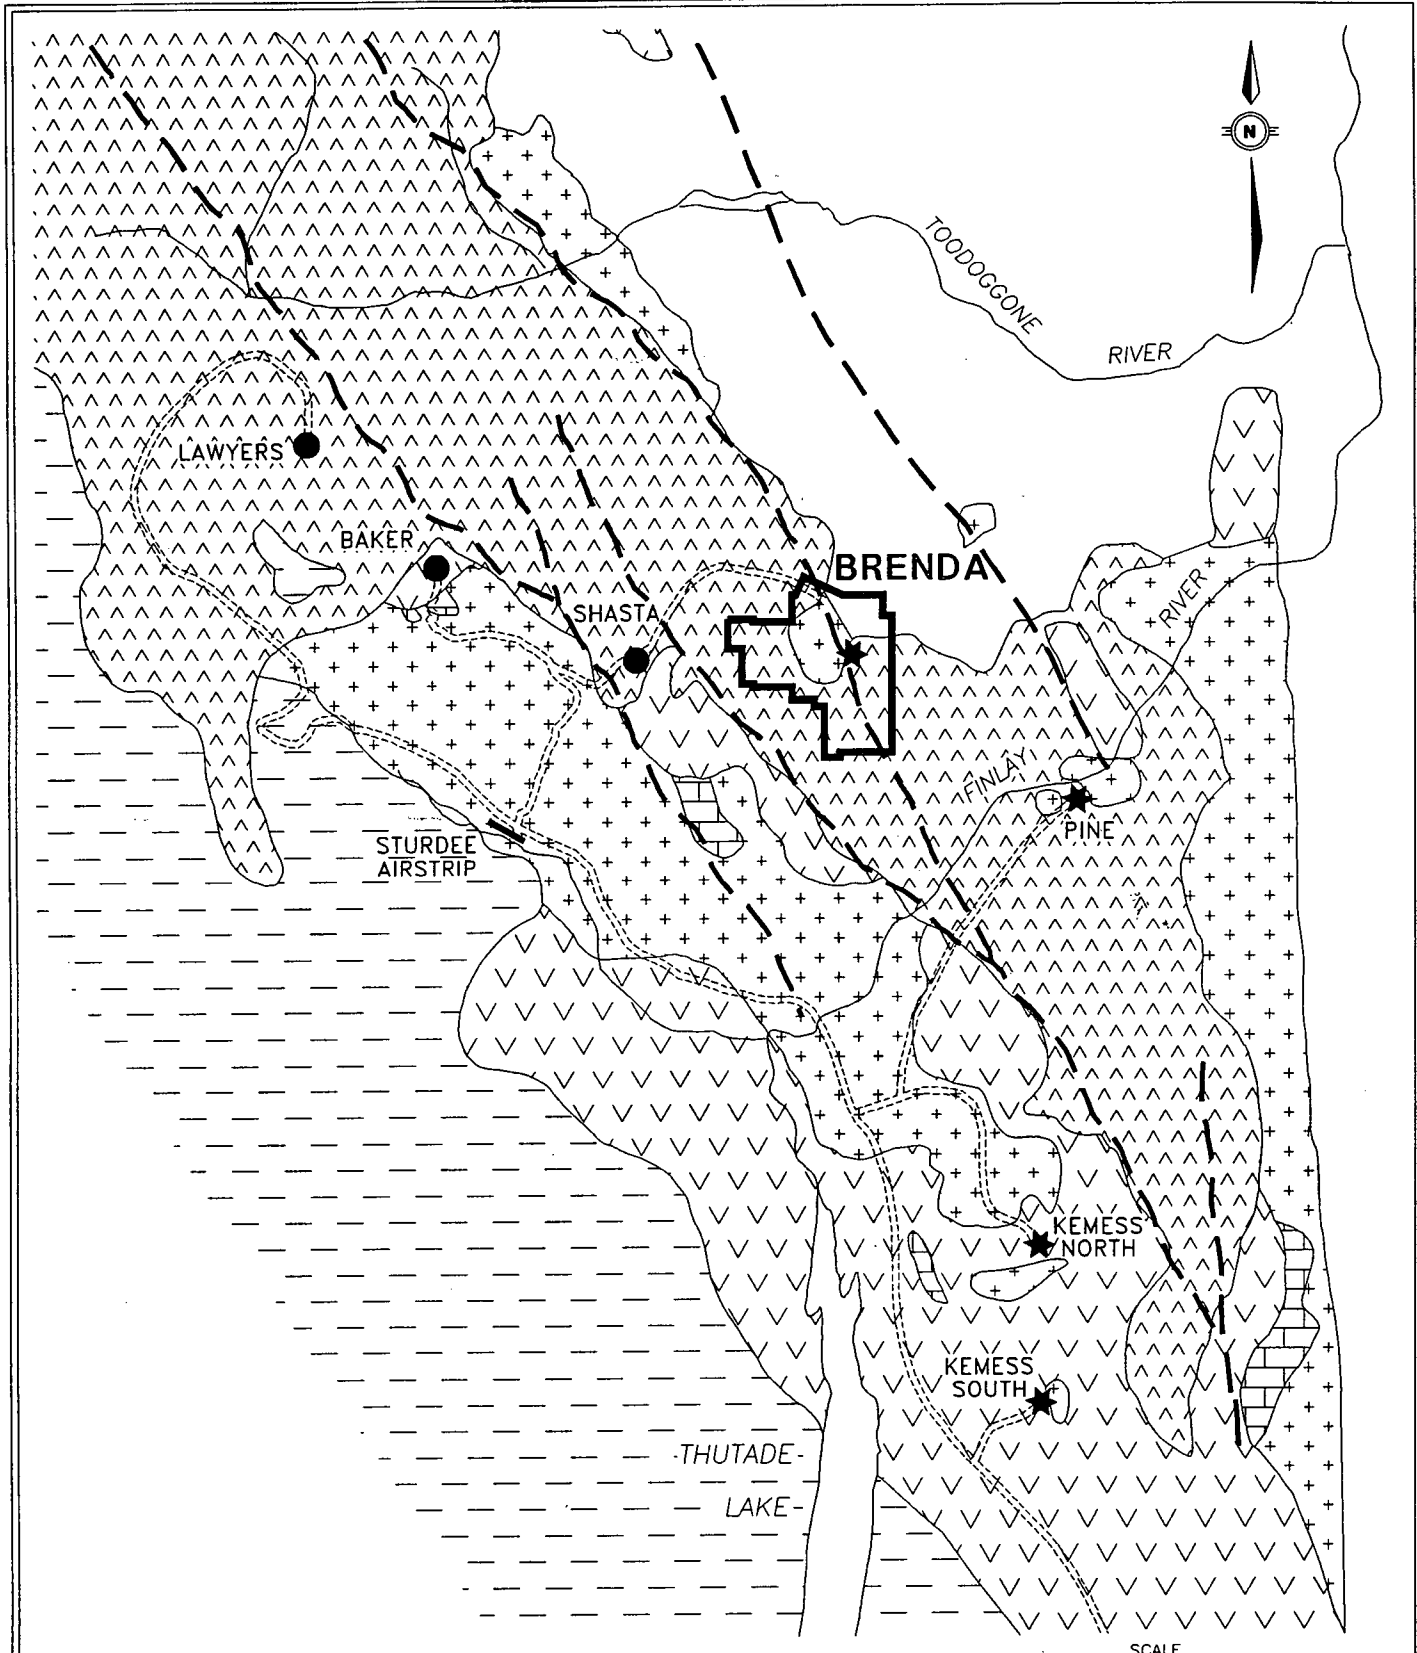 N
TOODOGGONE
RIVER
LAWYERS
BAKER
BRENDA
RIVER
SHASTA
FINLAY
PINE
STURDEE
AIRSTRIP
KEMESS
NORTH
KEMESS
SOUTH
THUTADE
LAKE
SCALE